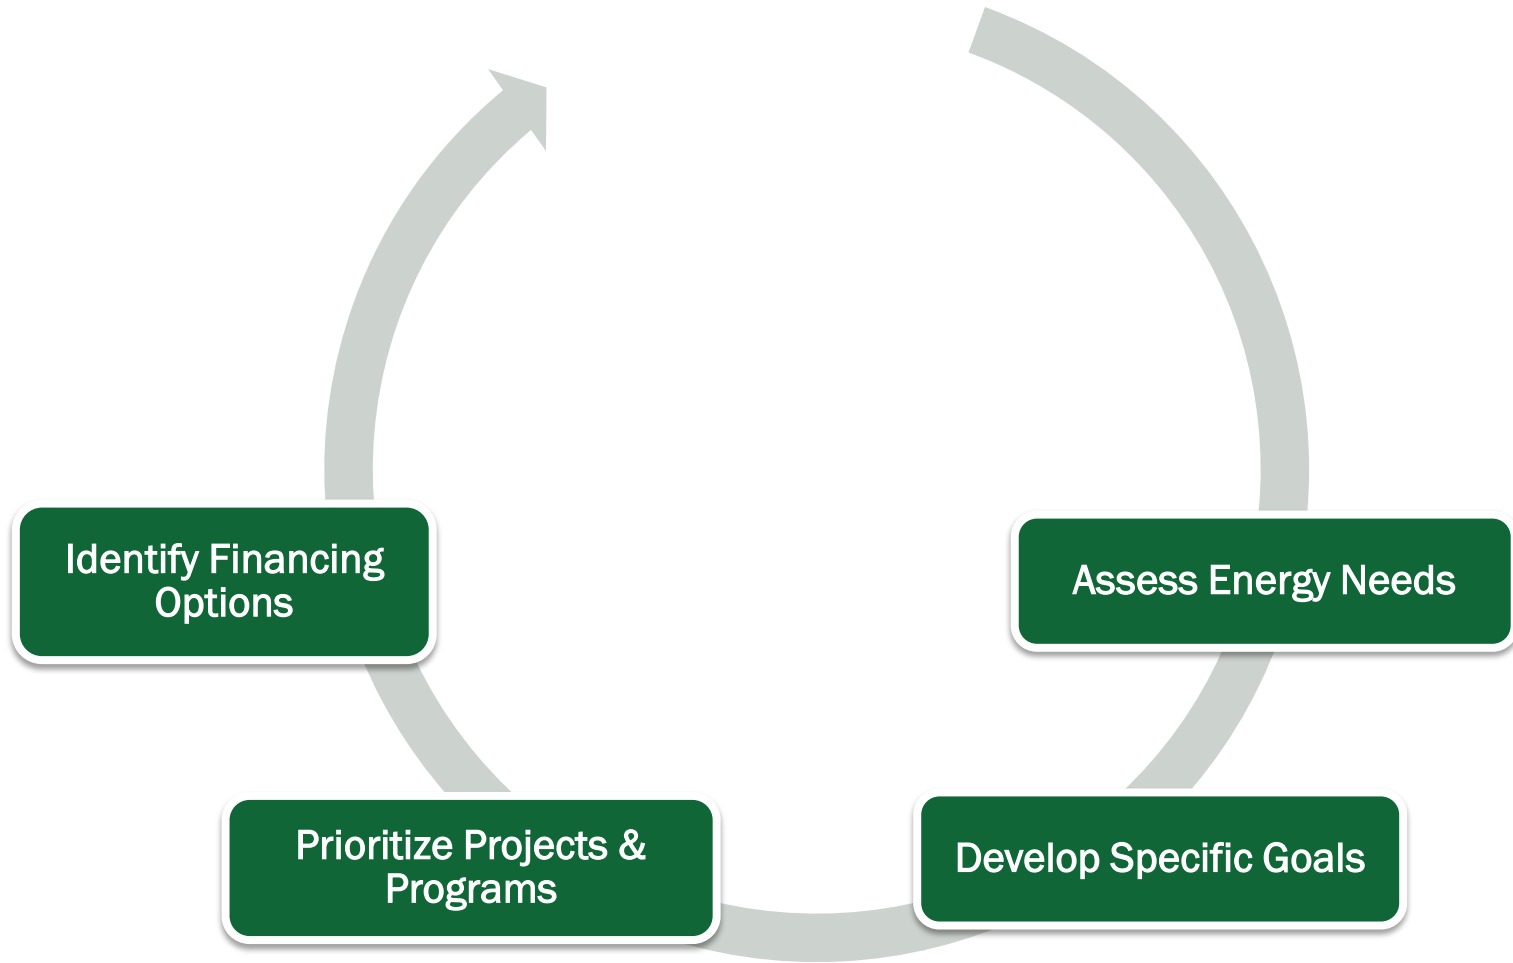 Identify Financing
Options
Assess Energy Needs
Prioritize Projects &
Programs
Develop Specific Goals